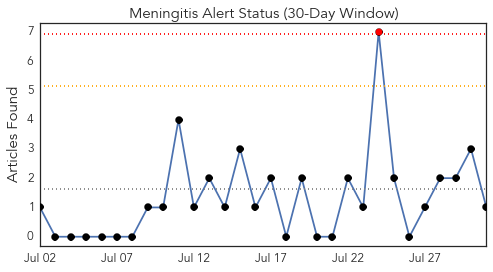 Meningitis Alert Status (30-Day Window)
Articles Found
7
6
5
4
3
2
1
0
Jul 02
Jul 07
Jul 12
Jul 17
Jul 22
Jul 27